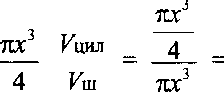 πx³/4 Vцил/Vш = (πx³/4)/πx³ =